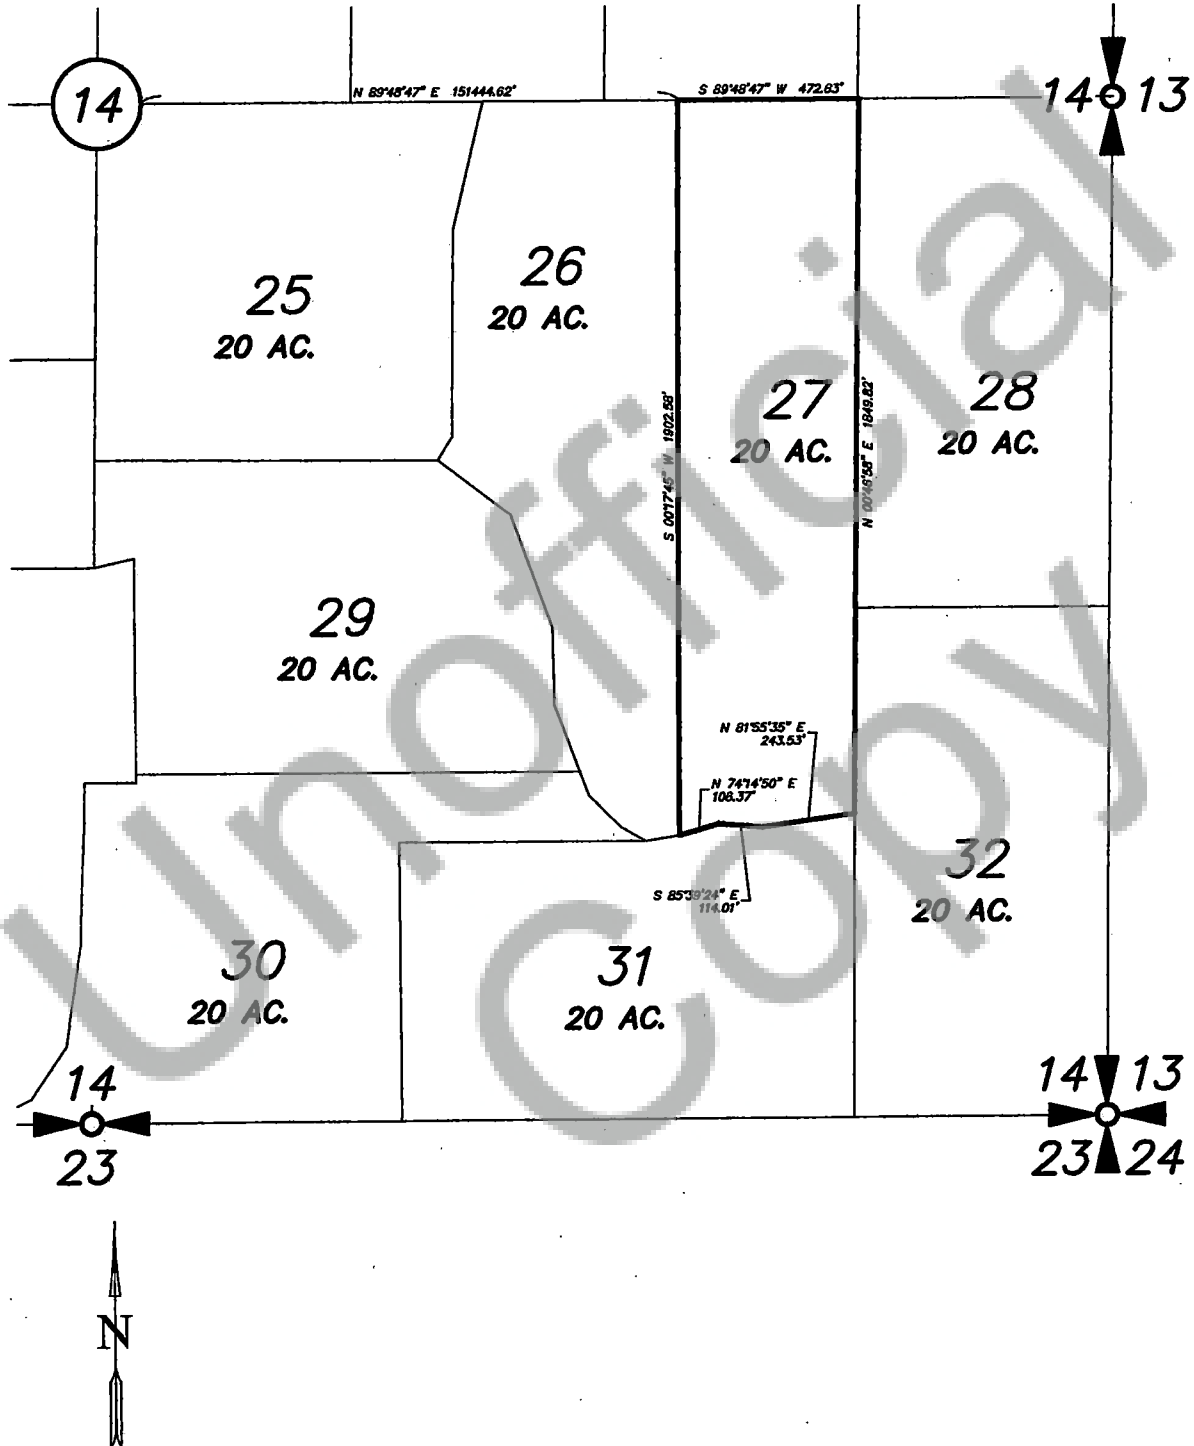 N 89°48'47" E 151444.62'
S 89°48'47" W 472.63'
14
14 13
26
25
20 AC.
20 AC.
27
20 AC.
28
20 AC.
S 00°17'45" W 1902.58'
N 00°46'58" E 1849.82'
29
20 AC.
N 81°55'35" E
243.53'
N 74°14'50" E
106.37'
32
20 AC.
S 85°39'24" E
114.01'
30
20 AC.
31
20 AC.
14
23
14 13
23 24
N
Unofficial
Copy